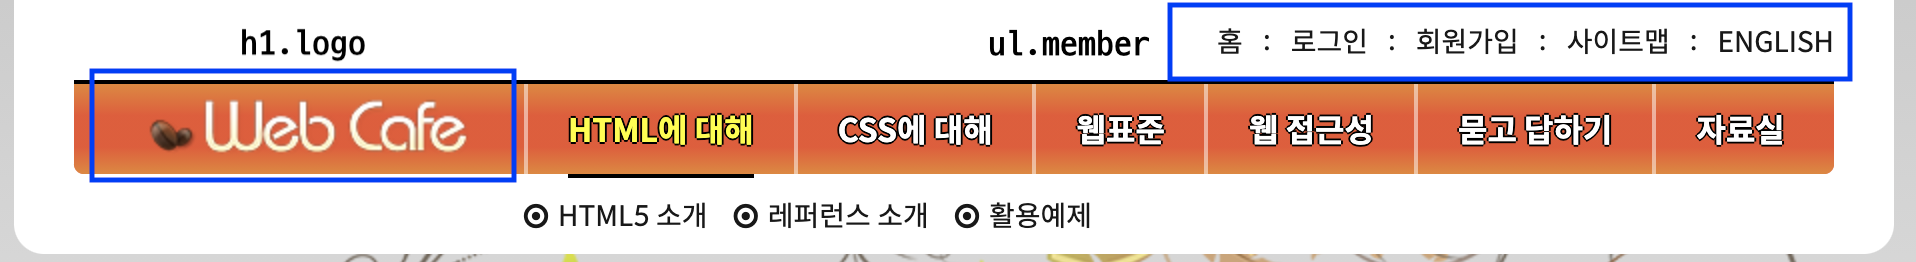 h1.logo
ul.member
홈 : 로그인 : 회원가입 : 사이트맵 : ENGLISH
Web Cafe
HTML에 대해 CSS에 대해 웹표준 웹 접근성 묻고 답하기 자료실
HTML5 소개 레퍼런스 소개 활용예제